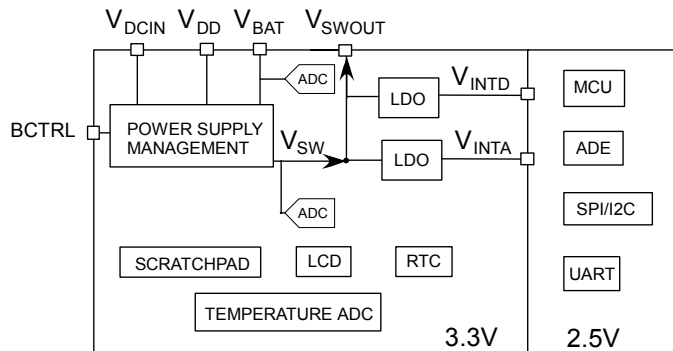 VDCIN VDD VBAT VSWOUT
ADC
LDO VINTD
MCU
BCTRL
POWER SUPPLY
MANAGEMENT
VSW
LDO VINTA
ADE
ADC
SPI/I2C
SCRATCHPAD LCD RTC
UART
TEMPERATURE ADC
3.3V 2.5V